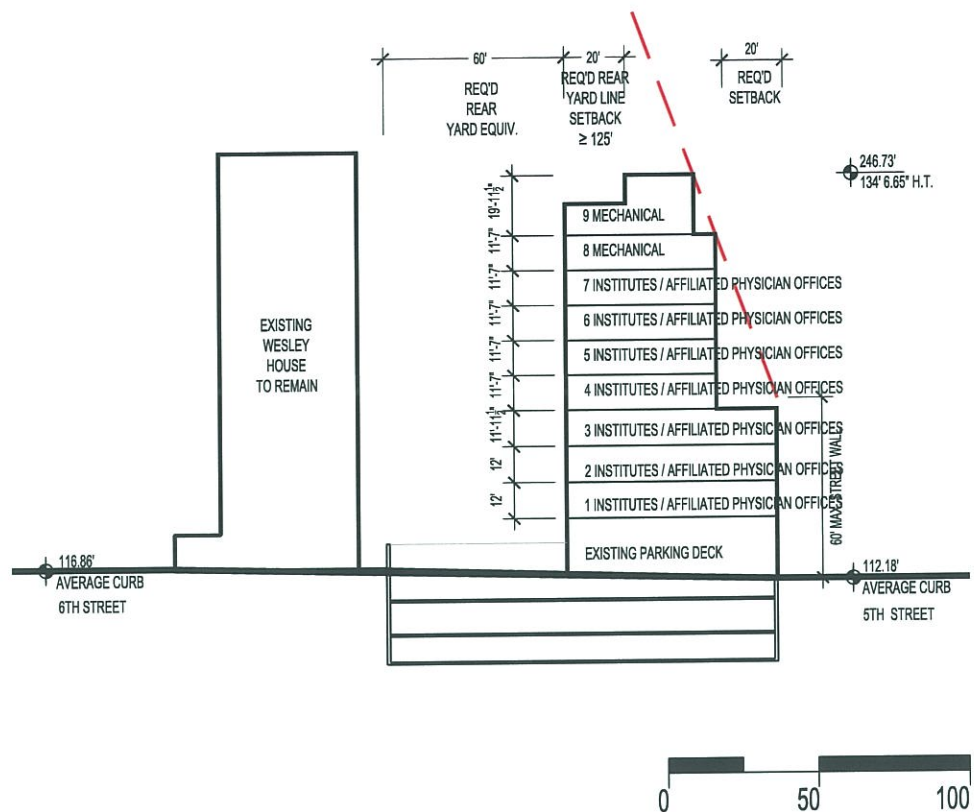 60'
20'
20'
REQ'D
REAR
YARD EQUIV.
REQ'D REAR
YARD LINE
SETBACK
≥ 125'
REQ'D
SETBACK
246.73'
134' 6.65" H.T.
19'-11½"
9 MECHANICAL
11'-7"
8 MECHANICAL
11'-7"
7 INSTITUTES / AFFILIATED PHYSICIAN OFFICES
11'-7"
6 INSTITUTES / AFFILIATED PHYSICIAN OFFICES
11'-7"
5 INSTITUTES / AFFILIATED PHYSICIAN OFFICES
11'-7"
4 INSTITUTES / AFFILIATED PHYSICIAN OFFICES
11'-11½"
3 INSTITUTES / AFFILIATED PHYSICIAN OFFICES
12'
2 INSTITUTES / AFFILIATED PHYSICIAN OFFICES
12'
1 INSTITUTES / AFFILIATED PHYSICIAN OFFICES
EXISTING PARKING DECK
60' MAX. STREET WALL
EXISTING
WESLEY
HOUSE
TO REMAIN
116.86'
AVERAGE CURB
6TH STREET
112.18'
AVERAGE CURB
5TH STREET
0 50 100